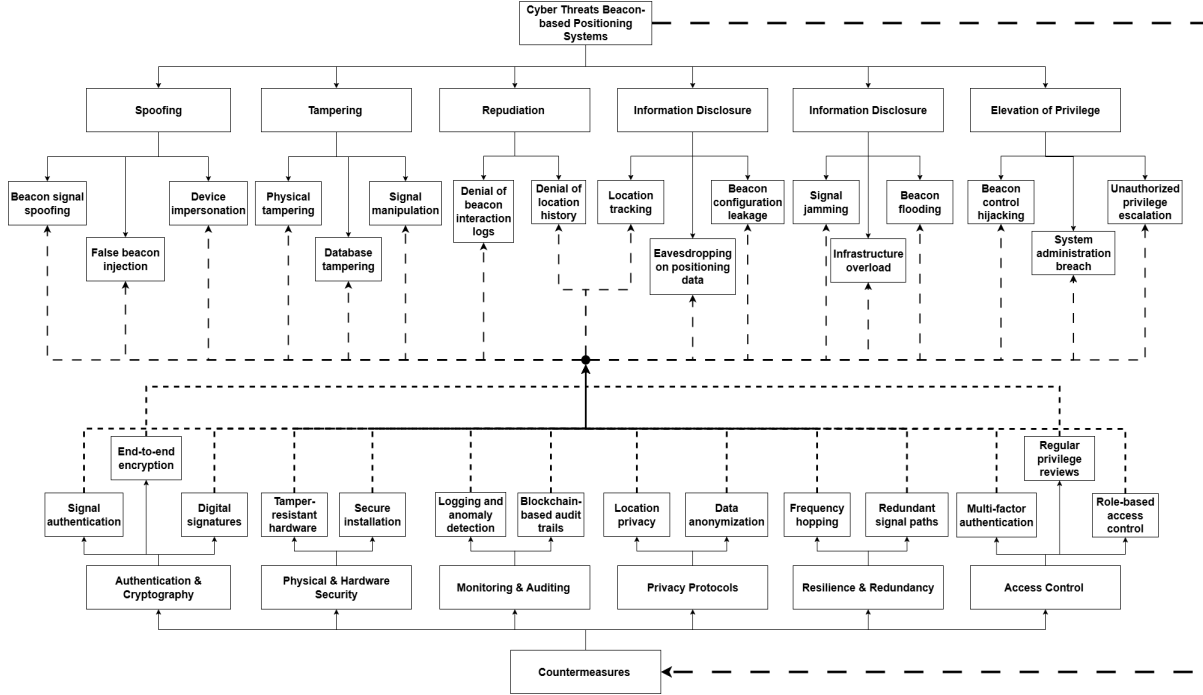 Cyber Threats Beacon-
based Positioning
Systems
Spoofing
Tampering
Repudiation
Information Disclosure
Information Disclosure
Elevation of Privilege
Beacon signal
spoofing
False beacon
injection
Device
impersonation
Physical
tampering
Database
tampering
Signal
manipulation
Denial of
beacon
interaction
logs
Denial of
location
history
Location
tracking
Eavesdropping
on positioning
data
Beacon
configuration
leakage
Signal
jamming
Infrastructure
overload
Beacon
flooding
Beacon
control
hijacking
System
administration
breach
Unauthorized
privilege
escalation
Signal
authentication
End-to-end
encryption
Digital
signatures
Tamper-
resistant
hardware
Secure
installation
Logging and
anomaly
detection
Blockchain-
based audit
trails
Location
privacy
Data
anonymization
Frequency
hopping
Redundant
signal paths
Multi-factor
authentication
Regular
privilege
reviews
Role-based
access
control
Authentication &
Cryptography
Physical & Hardware
Security
Monitoring & Auditing
Privacy Protocols
Resilience & Redundancy
Access Control
Countermeasures